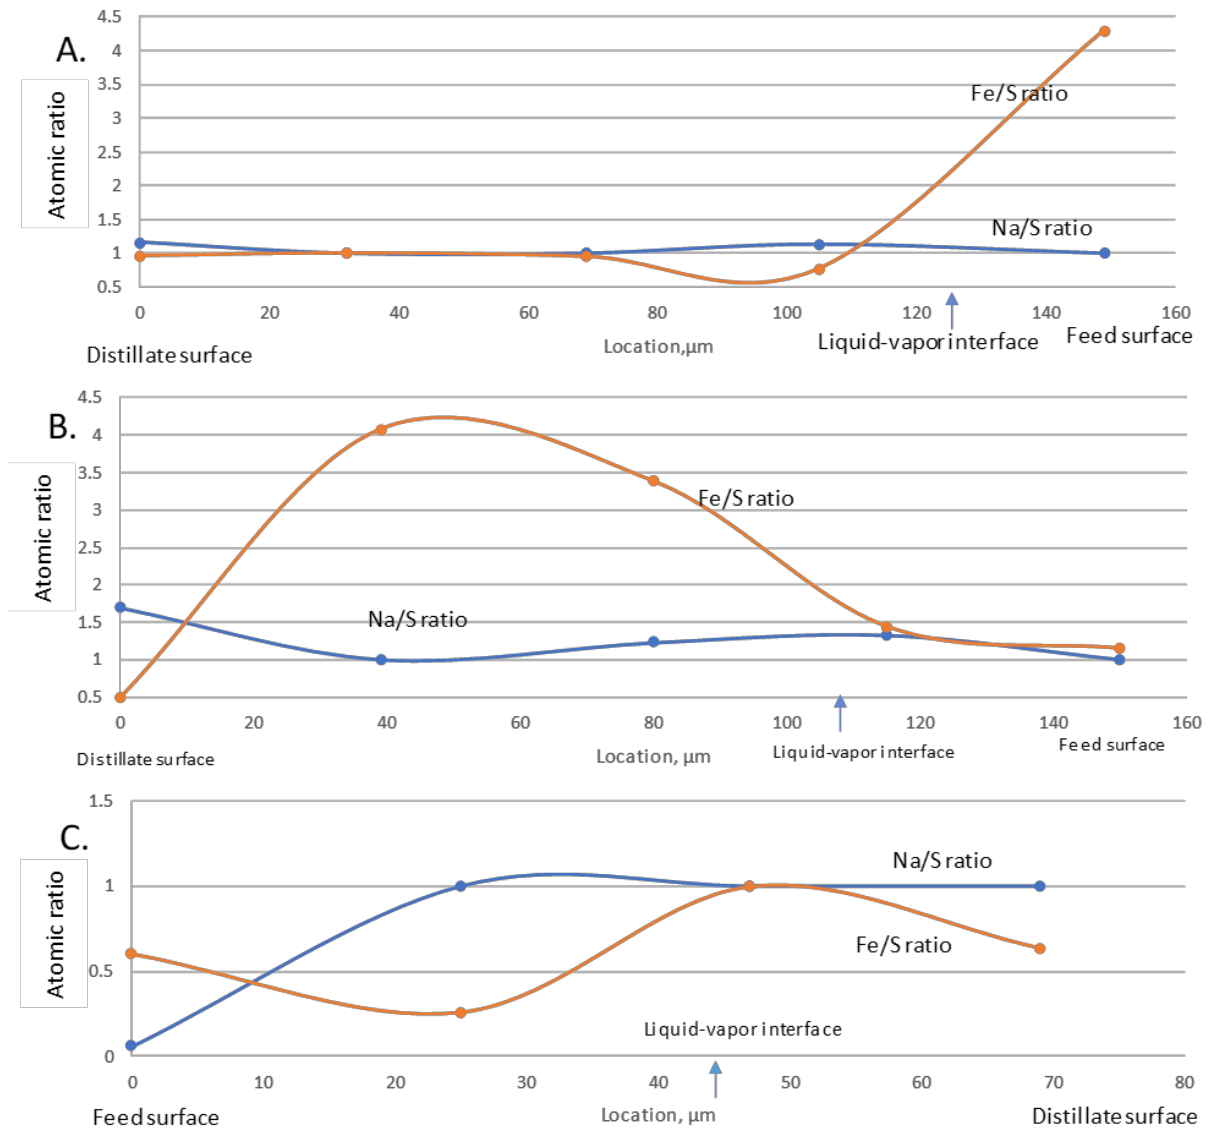 A.
Atomic ratio
4.5
4
3.5
3
2.5
2
1.5
1
0.5
Fe/S ratio
Na/S ratio
0 20 40 60 80 100 120 140 160
Distillate surface
Location,µm
Liquid-vapor interface
Feed surface
B.
Atomic ratio
4.5
4
3.5
3
2.5
2
1.5
1
0.5
Fe/S ratio
Na/S ratio
0 20 40 60 80 100 120 140 160
Distillate surface
Location, µm
Liquid-vapor interface
Feed surface
C.
Atomic ratio
1.5
1
0.5
0
Na/S ratio
Fe/S ratio
Liquid-vapor interface
0 10 20 30 40 50 60 70 80
Feed surface
Location, µm
Distillate surface